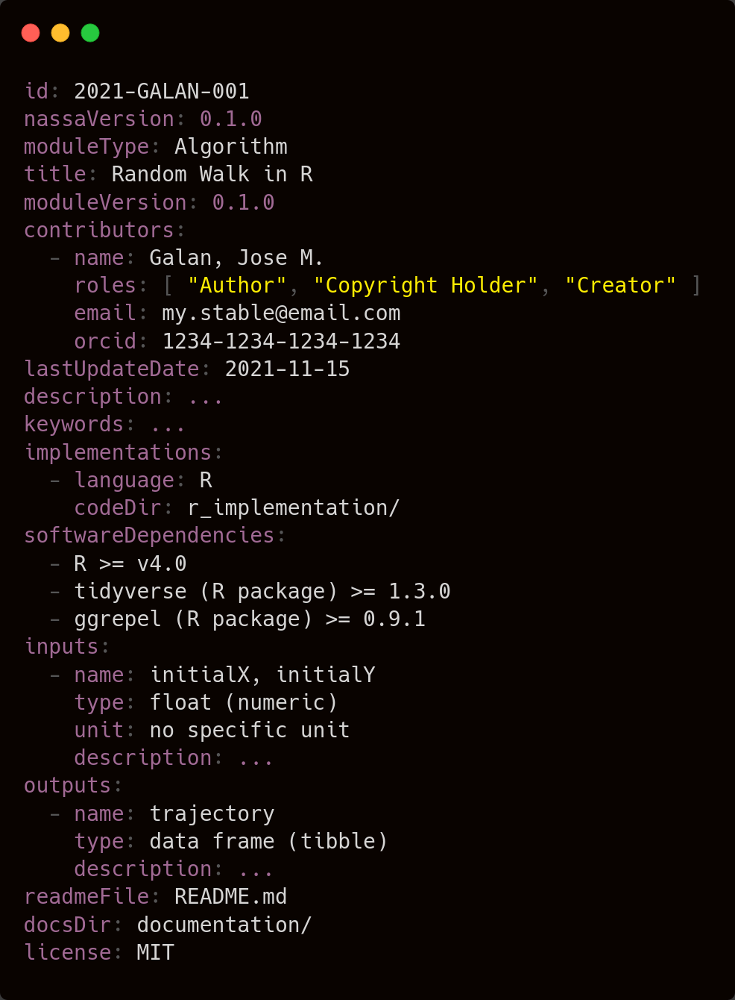 id: 2021-GALAN-001
nassaVersion: 0.1.0
moduleType: Algorithm
title: Random Walk in R
moduleVersion: 0.1.0
contributors:
  - name: Galan, Jose M.
    roles: [ "Author", "Copyright Holder", "Creator" ]
    email: my.stable@email.com
    orcid: 1234-1234-1234-1234
lastUpdateDate: 2021-11-15
description: ...
keywords: ...
implementations:
  - language: R
    codeDir: r_implementation/
softwareDependencies:
  - R >= v4.0
  - tidyverse (R package) >= 1.3.0
  - ggrepel (R package) >= 0.9.1
inputs:
  - name: initialX, initialY
    type: float (numeric)
    unit: no specific unit
    description: ...
outputs:
  - name: trajectory
    type: data frame (tibble)
    description: ...
readmeFile: README.md
docsDir: documentation/
license: MIT